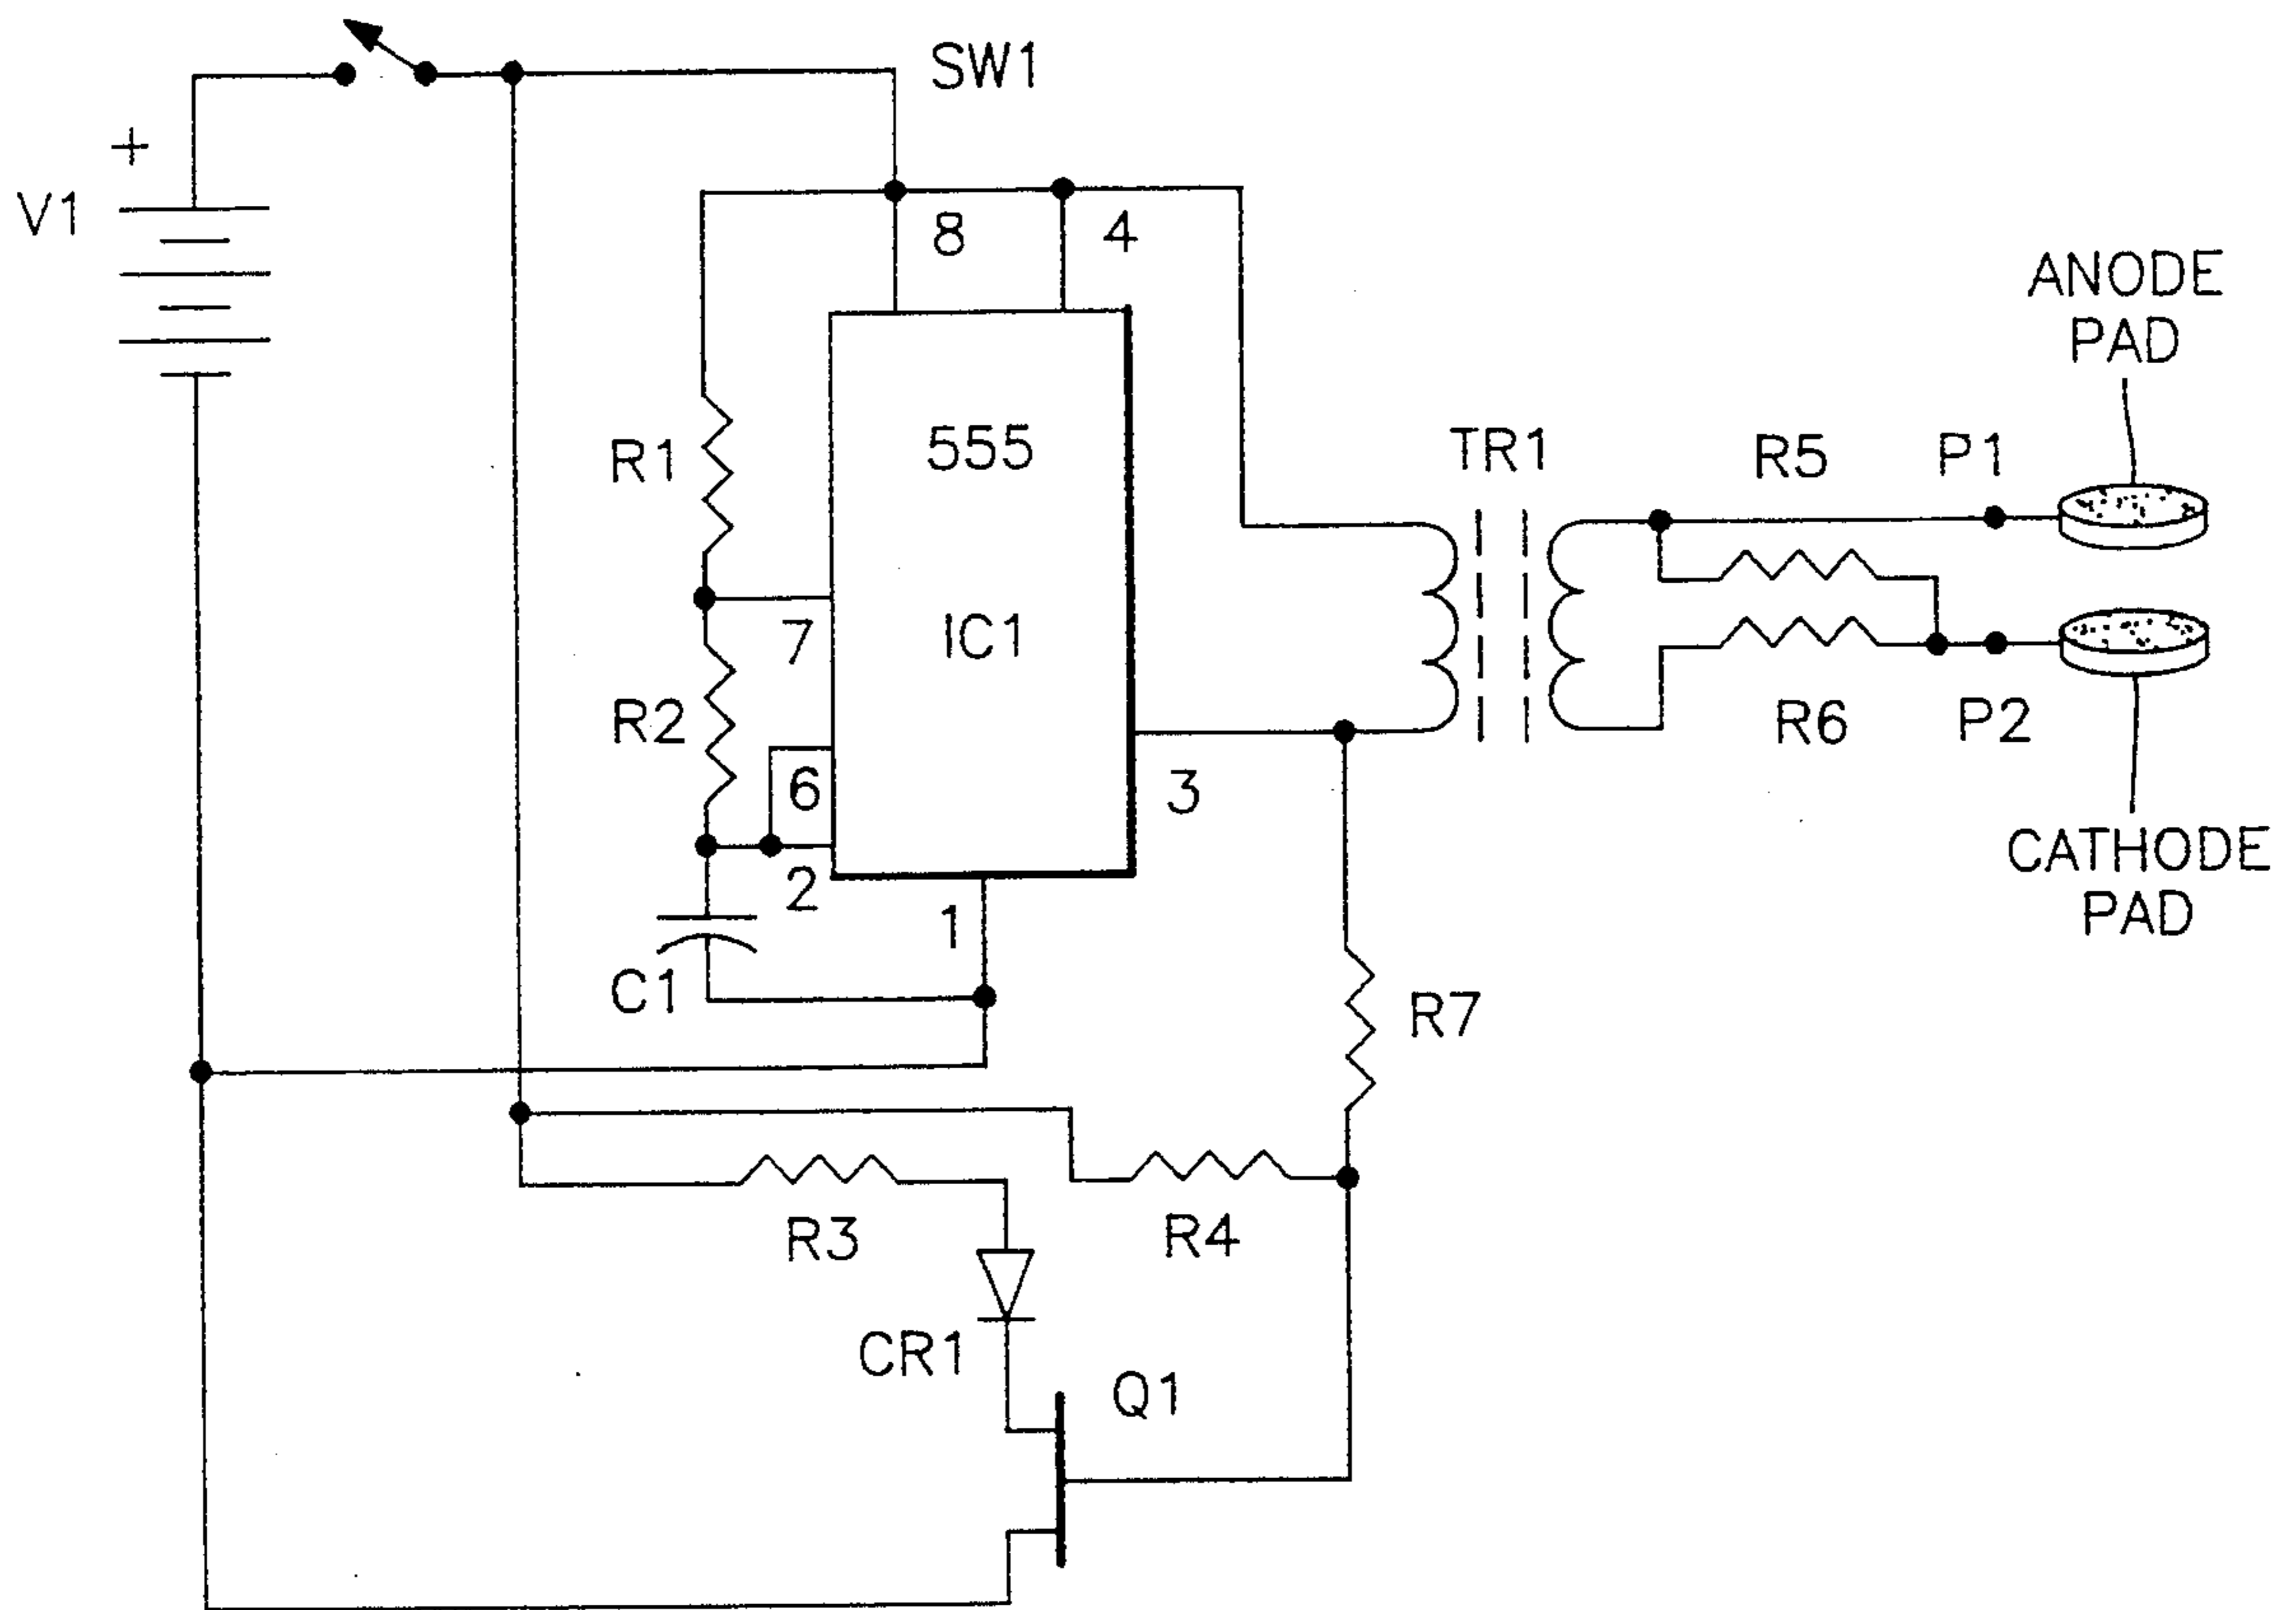 SW1
+
V1
8
4
ANODE
PAD
R1
555
TR1
R5
P1
7
IC1
R2
R6
P2
6
3
2
CATHODE
PAD
1
C1
R7
R3
R4
CR1
Q1